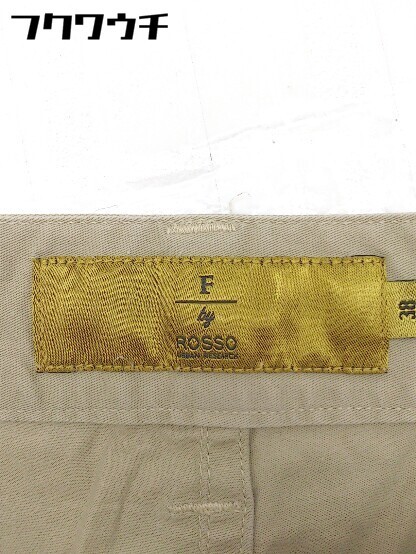 フクワウチ
F
by
ROSSO
URBAN RESEARCH
38